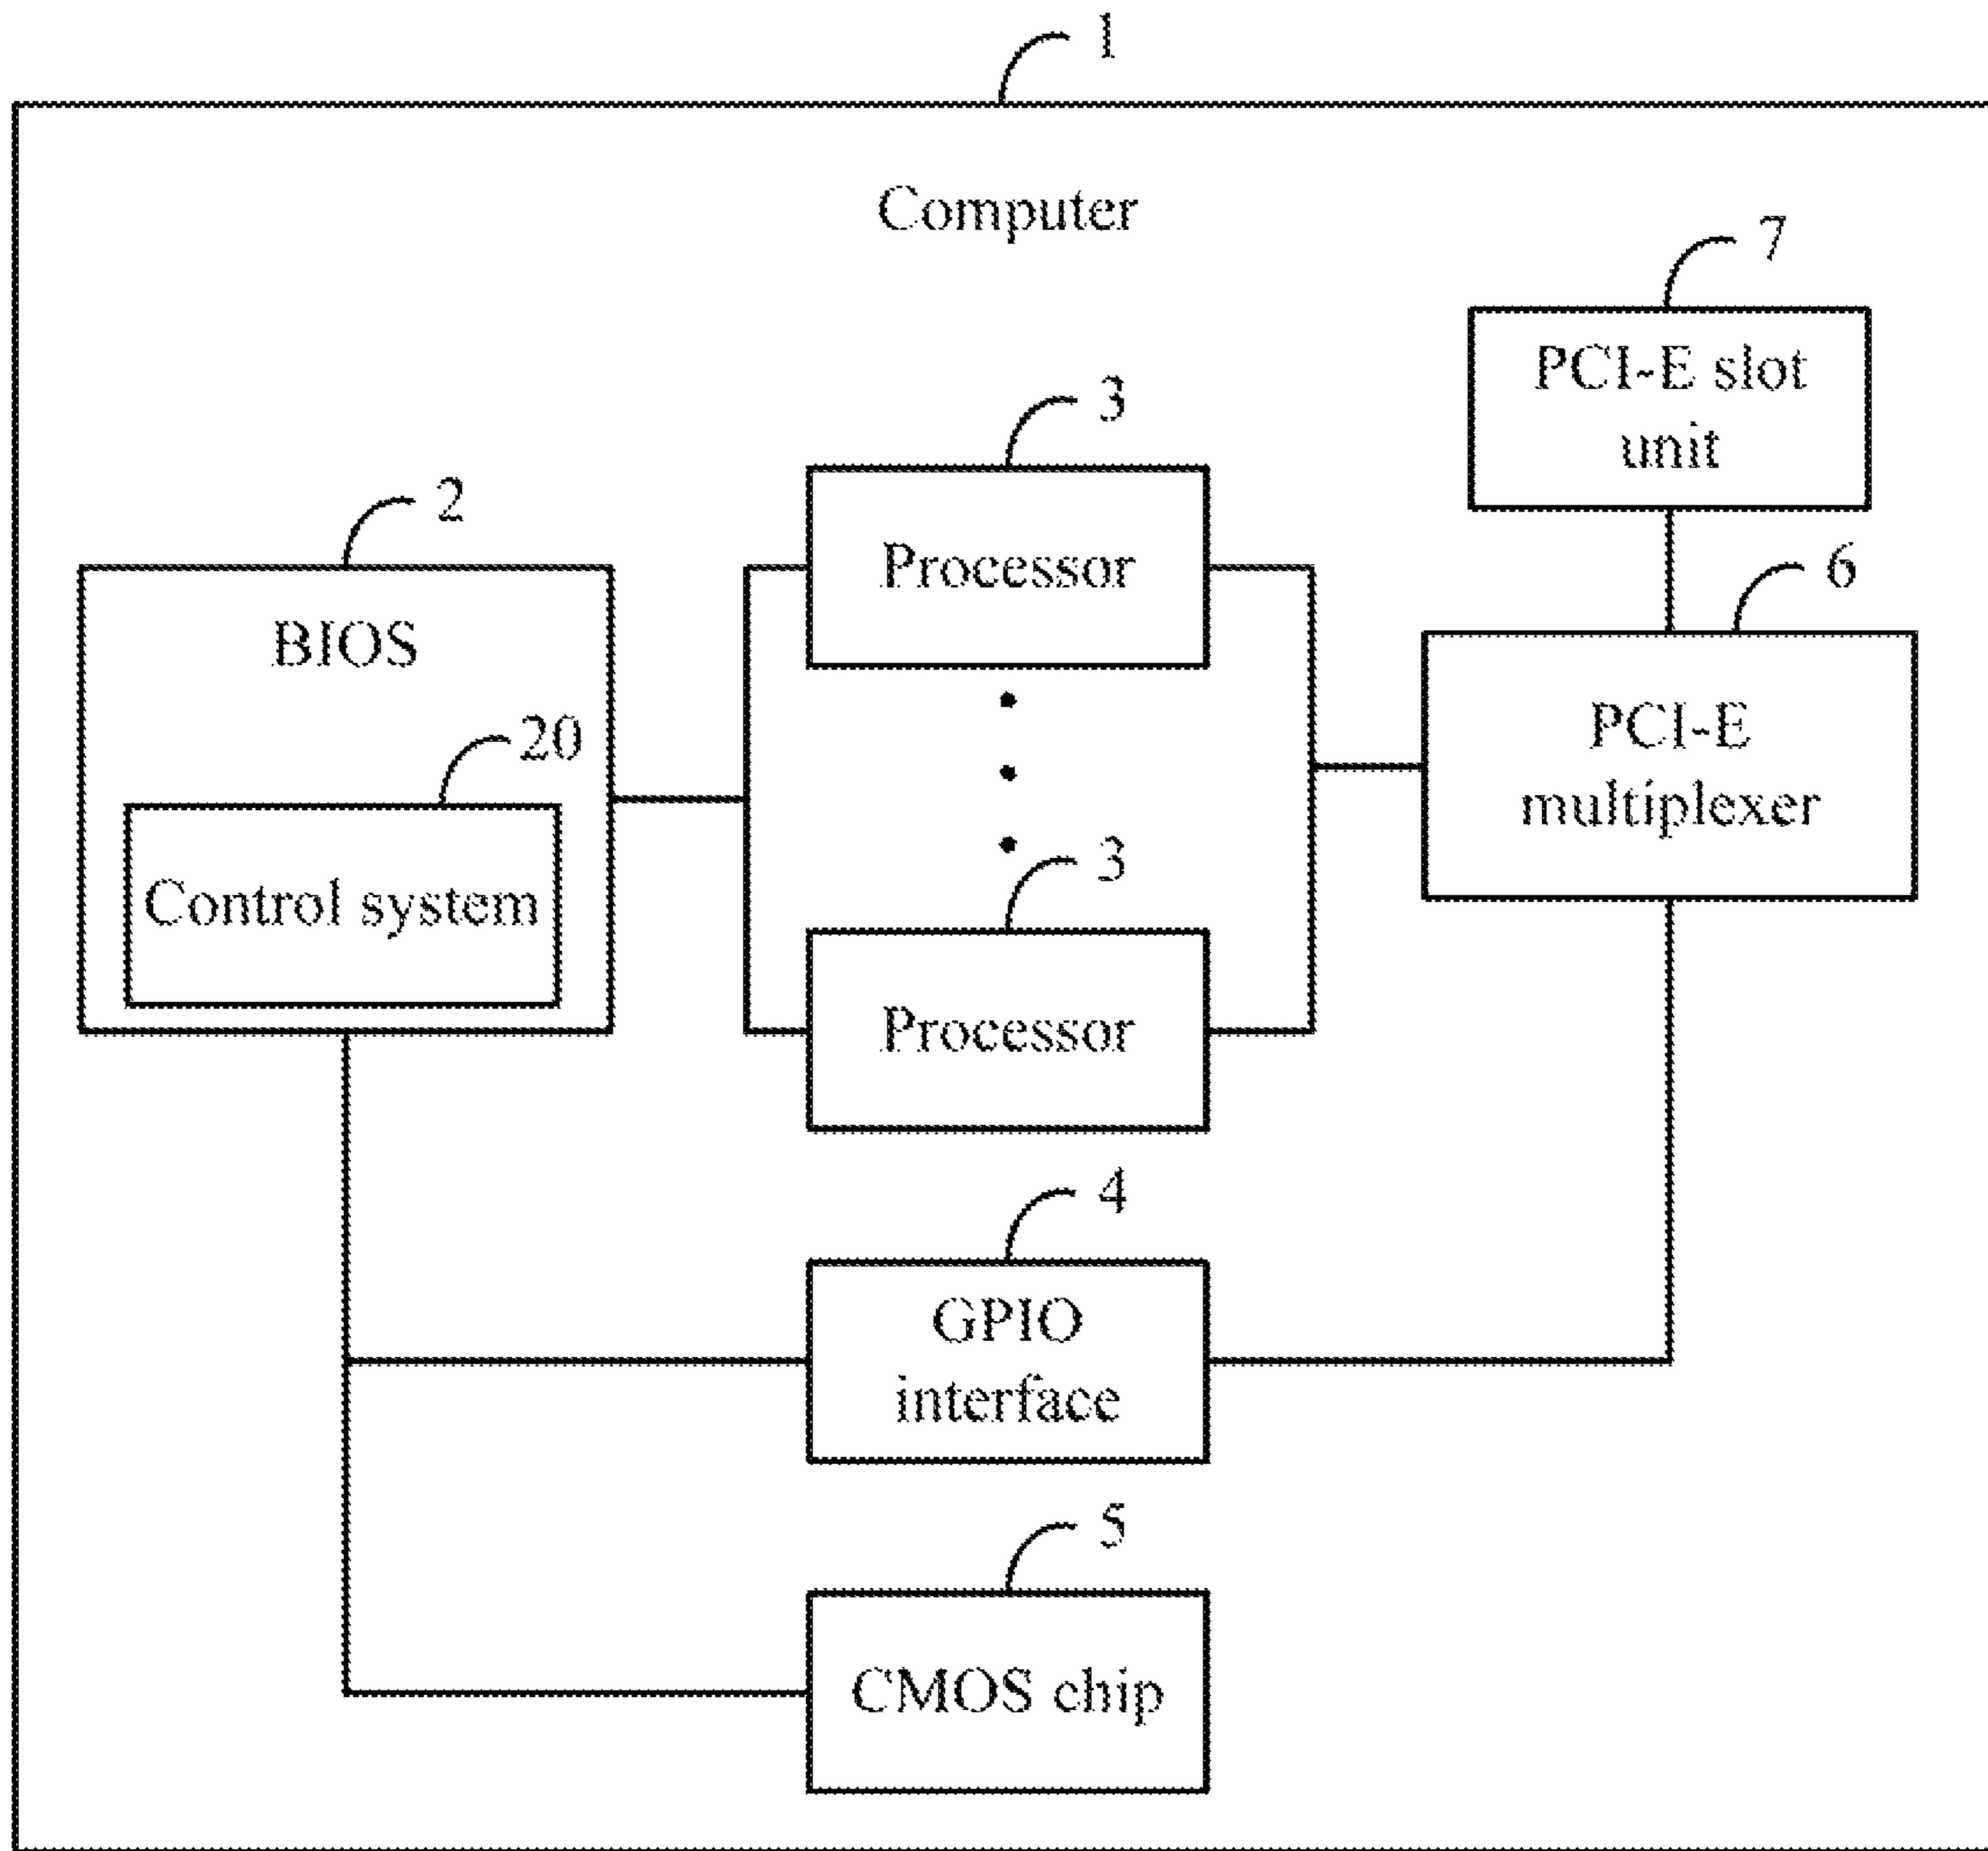 1
Computer
7
PCI-E slot
unit
3
Processor
2
BIOS
6
PCI-E
multiplexer
20
Control system
3
Processor
4
GPIO
interface
5
CMOS chip